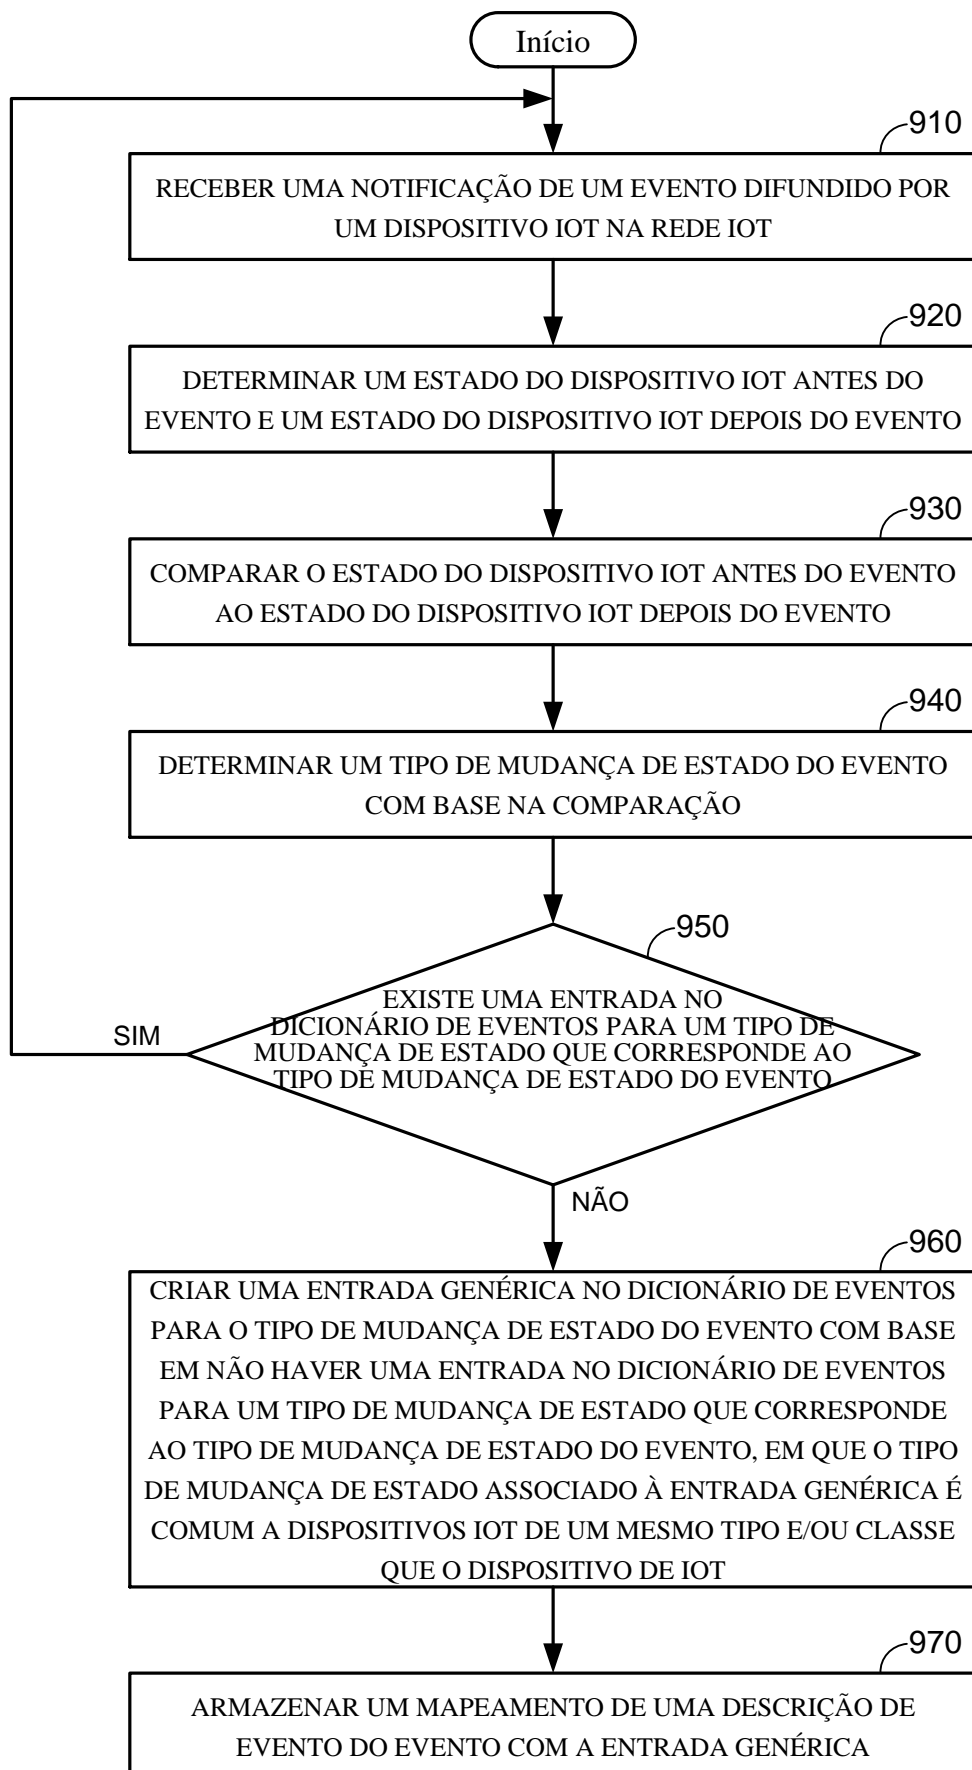 Início
910
RECEBER UMA NOTIFICAÇÃO DE UM EVENTO DIFUNDIDO POR
UM DISPOSITIVO IOT NA REDE IOT
920
DETERMINAR UM ESTADO DO DISPOSITIVO IOT ANTES DO
EVENTO E UM ESTADO DO DISPOSITIVO IOT DEPOIS DO EVENTO
930
COMPARAR O ESTADO DO DISPOSITIVO IOT ANTES DO EVENTO
AO ESTADO DO DISPOSITIVO IOT DEPOIS DO EVENTO
940
DETERMINAR UM TIPO DE MUDANÇA DE ESTADO DO EVENTO
COM BASE NA COMPARAÇÃO
950
EXISTE UMA ENTRADA NO
DICIONÁRIO DE EVENTOS PARA UM TIPO DE
MUDANÇA DE ESTADO QUE CORRESPONDE AO
TIPO DE MUDANÇA DE ESTADO DO EVENTO
SIM
NÃO
960
CRIAR UMA ENTRADA GENÉRICA NO DICIONÁRIO DE EVENTOS
PARA O TIPO DE MUDANÇA DE ESTADO DO EVENTO COM BASE
EM NÃO HAVER UMA ENTRADA NO DICIONÁRIO DE EVENTOS
PARA UM TIPO DE MUDANÇA DE ESTADO QUE CORRESPONDE
AO TIPO DE MUDANÇA DE ESTADO DO EVENTO, EM QUE O TIPO
DE MUDANÇA DE ESTADO ASSOCIADO À ENTRADA GENÉRICA É
COMUM A DISPOSITIVOS IOT DE UM MESMO TIPO E/OU CLASSE
QUE O DISPOSITIVO DE IOT
970
ARMAZENAR UM MAPEAMENTO DE UMA DESCRIÇÃO DE
EVENTO DO EVENTO COM A ENTRADA GENÉRICA